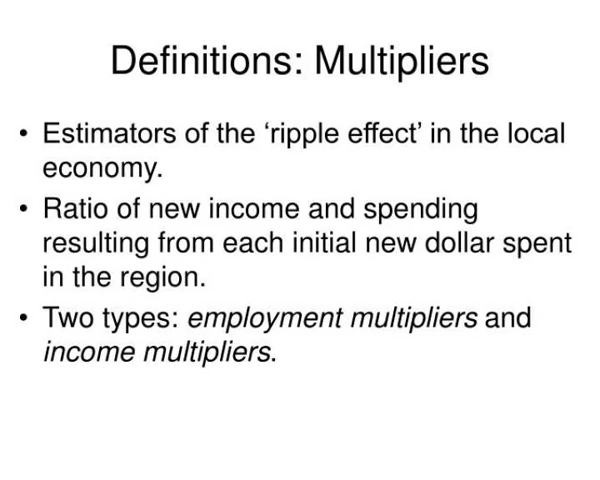 Definitions: Multipliers
• Estimators of the ‘ripple effect’ in the local
economy.
• Ratio of new income and spending
resulting from each initial new dollar spent
in the region.
• Two types: employment multipliers and
income multipliers.